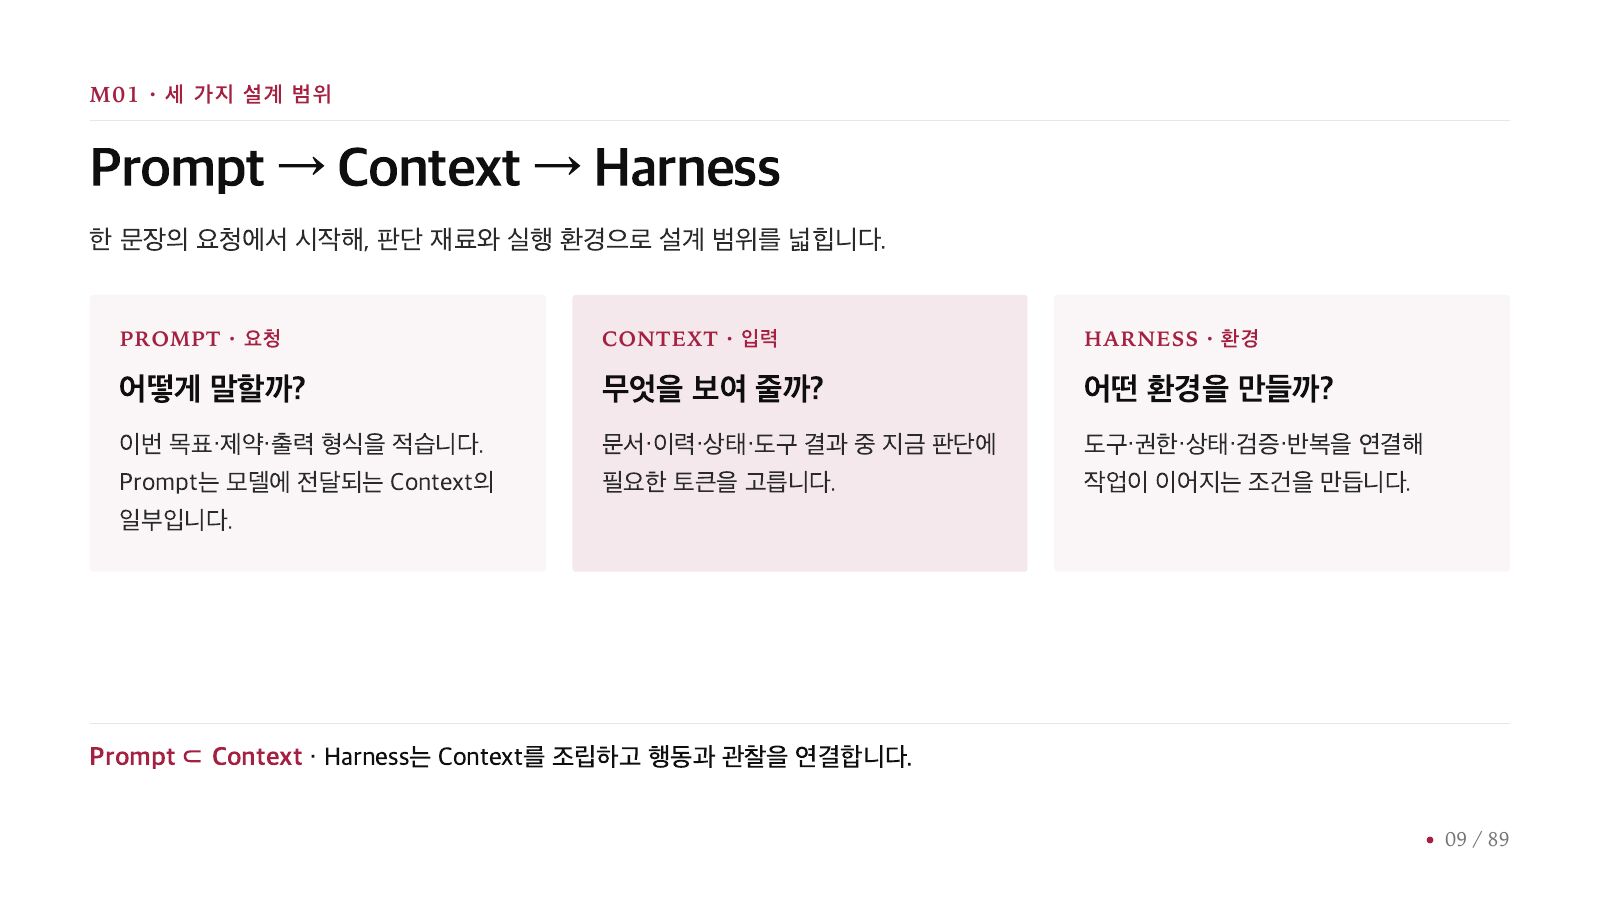 M01 · 세 가지 설계 범위
Prompt → Context → Harness
한 문장의 요청에서 시작해, 판단 재료와 실행 환경으로 설계 범위를 넓힙니다.
PROMPT · 요청
어떻게 말할까?
이번 목표·제약·출력 형식을 적습니다.
Prompt는 모델에 전달되는 Context의
일부입니다.
CONTEXT · 입력
무엇을 보여 줄까?
문서·이력·상태·도구 결과 중 지금 판단에
필요한 토큰을 고릅니다.
HARNESS · 환경
어떤 환경을 만들까?
도구·권한·상태·검증·반복을 연결해
작업이 이어지는 조건을 만듭니다.
Prompt ⊂ Context · Harness는 Context를 조립하고 행동과 관찰을 연결합니다.
• 09 / 89